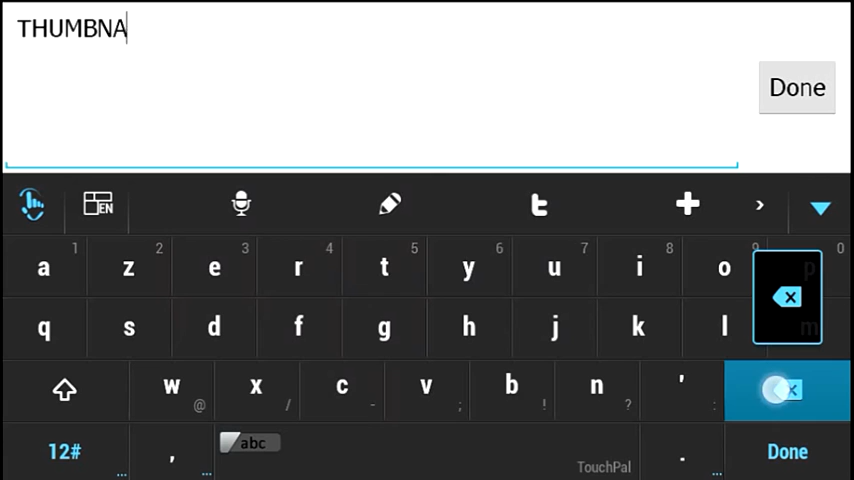 THUMBNA
Done
EN
1 2 3 4 5 6 7 8 9 0
a z e r t y u i o p
q s d f g h j k l m
w x c v b n '
@ / - ; ! ? :
12# , abc . Done
... ... TouchPal ...